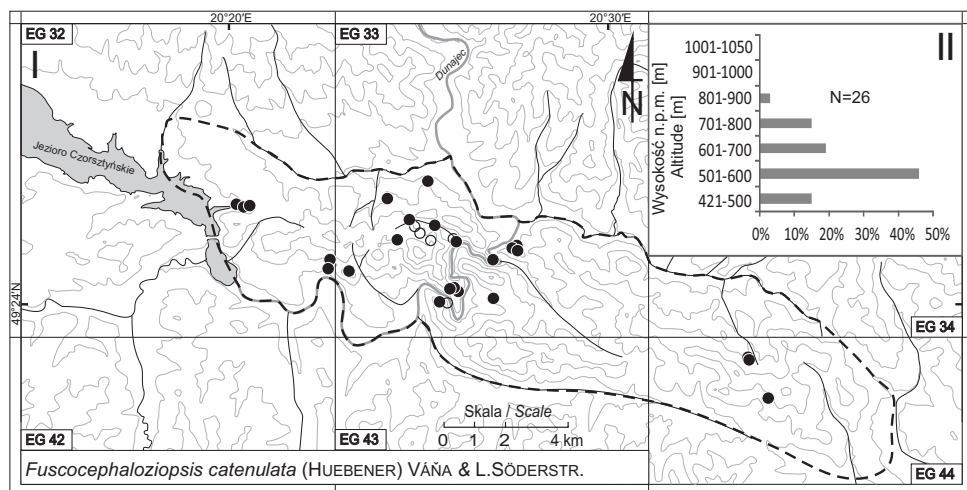 20°20'E
20°30'E
EG 32
EG 33
I
II
Dunajec
N
Jezioro Czorsztyńskie
Wysokość n.p.m. [m]
Altitude [m]
1001-1050
901-1000
801-900
701-800
601-700
501-600
421-500
N=26
0% 10% 20% 30% 40% 50%
49°24'N
EG 34
EG 42
EG 43
Skala / Scale
0 1 2 4 km
EG 44
Fuscocephaloziopsis catenulata (HUEBENER) VÁŇA & L.SÖDERSTR.